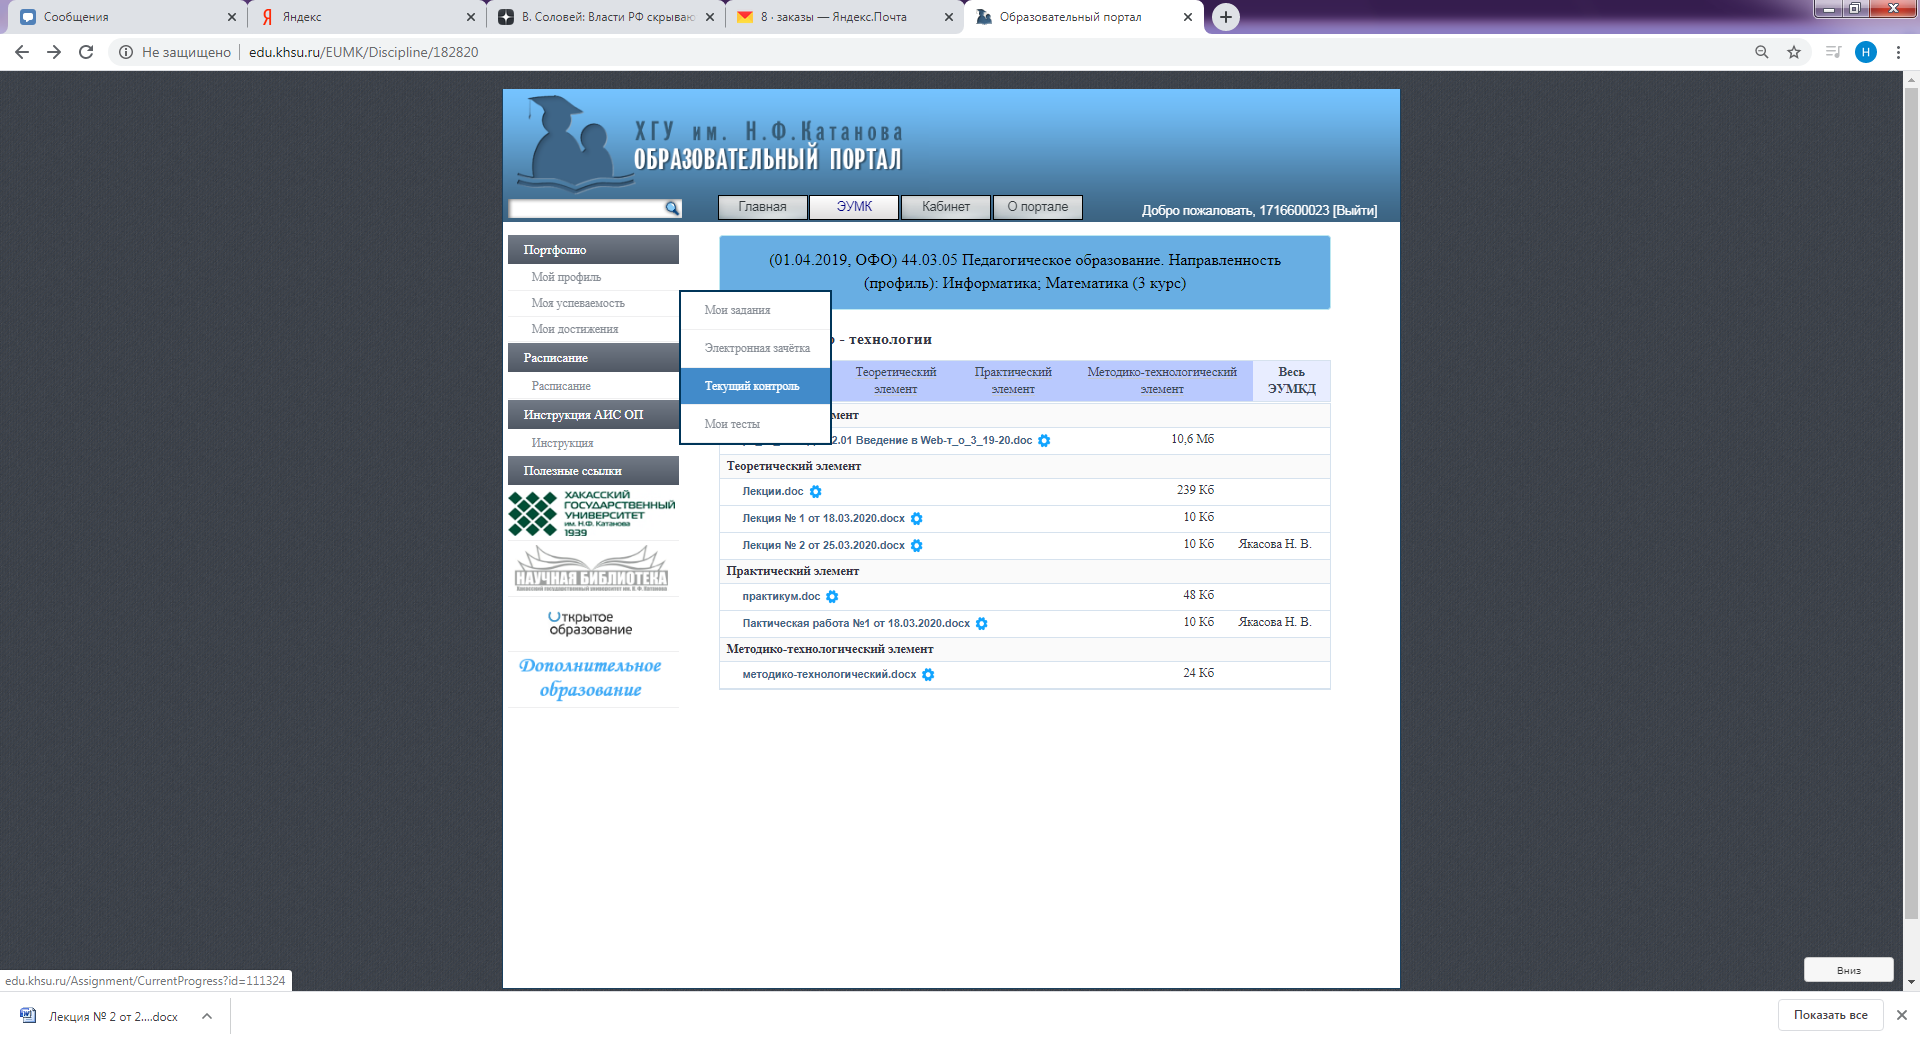 Сообщения
Яндекс
В. Соловей: Власти РФ скрываю
8 · заказы — Яндекс.Почта
Образовательный портал
Не защищено
edu.khsu.ru/EUMK/Discipline/182820
Н
ХГУ им. Н.Ф.Катанова
ОБРАЗОВАТЕЛЬНЫЙ ПОРТАЛ
Главная
ЭУМК
Кабинет
О портале
Добро пожаловать, 1716600023 [Выйти]
Портфолио
Мой профиль
Моя успеваемость
Мои достижения
Расписание
Расписание
Инструкция АИС ОП
Инструкция
Полезные ссылки
ХАКАССКИЙ
ГОСУДАРСТВЕННЫЙ
УНИВЕРСИТЕТ
им. Н.Ф. Катанова
1939
НАУЧНАЯ БИБЛИОТЕКА
Открытое
образование
Дополнительное
образование
Мои задания
Электронная зачётка
Текущий контроль
Мои тесты
(01.04.2019, ОФО) 44.03.05 Педагогическое образование. Направленность
(профиль): Информатика; Математика (3 курс)
- технологии
Теоретический
элемент
Практический
элемент
Методико-технологический
элемент
Весь
ЭУМКД
мент
2.01 Введение в Web-т_о_3_19-20.doc
10,6 Мб
Теоретический элемент
Лекции.doc
239 Кб
Лекция № 1 от 18.03.2020.docx
10 Кб
Лекция № 2 от 25.03.2020.docx
10 Кб
Якасова Н. В.
Практический элемент
практикум.doc
48 Кб
Пактическая работа №1 от 18.03.2020.docx
10 Кб
Якасова Н. В.
Методико-технологический элемент
методико-технологический.docx
24 Кб
Вниз
edu.khsu.ru/Assignment/CurrentProgress?id=111324
Лекция № 2 от 2....docx
Показать все